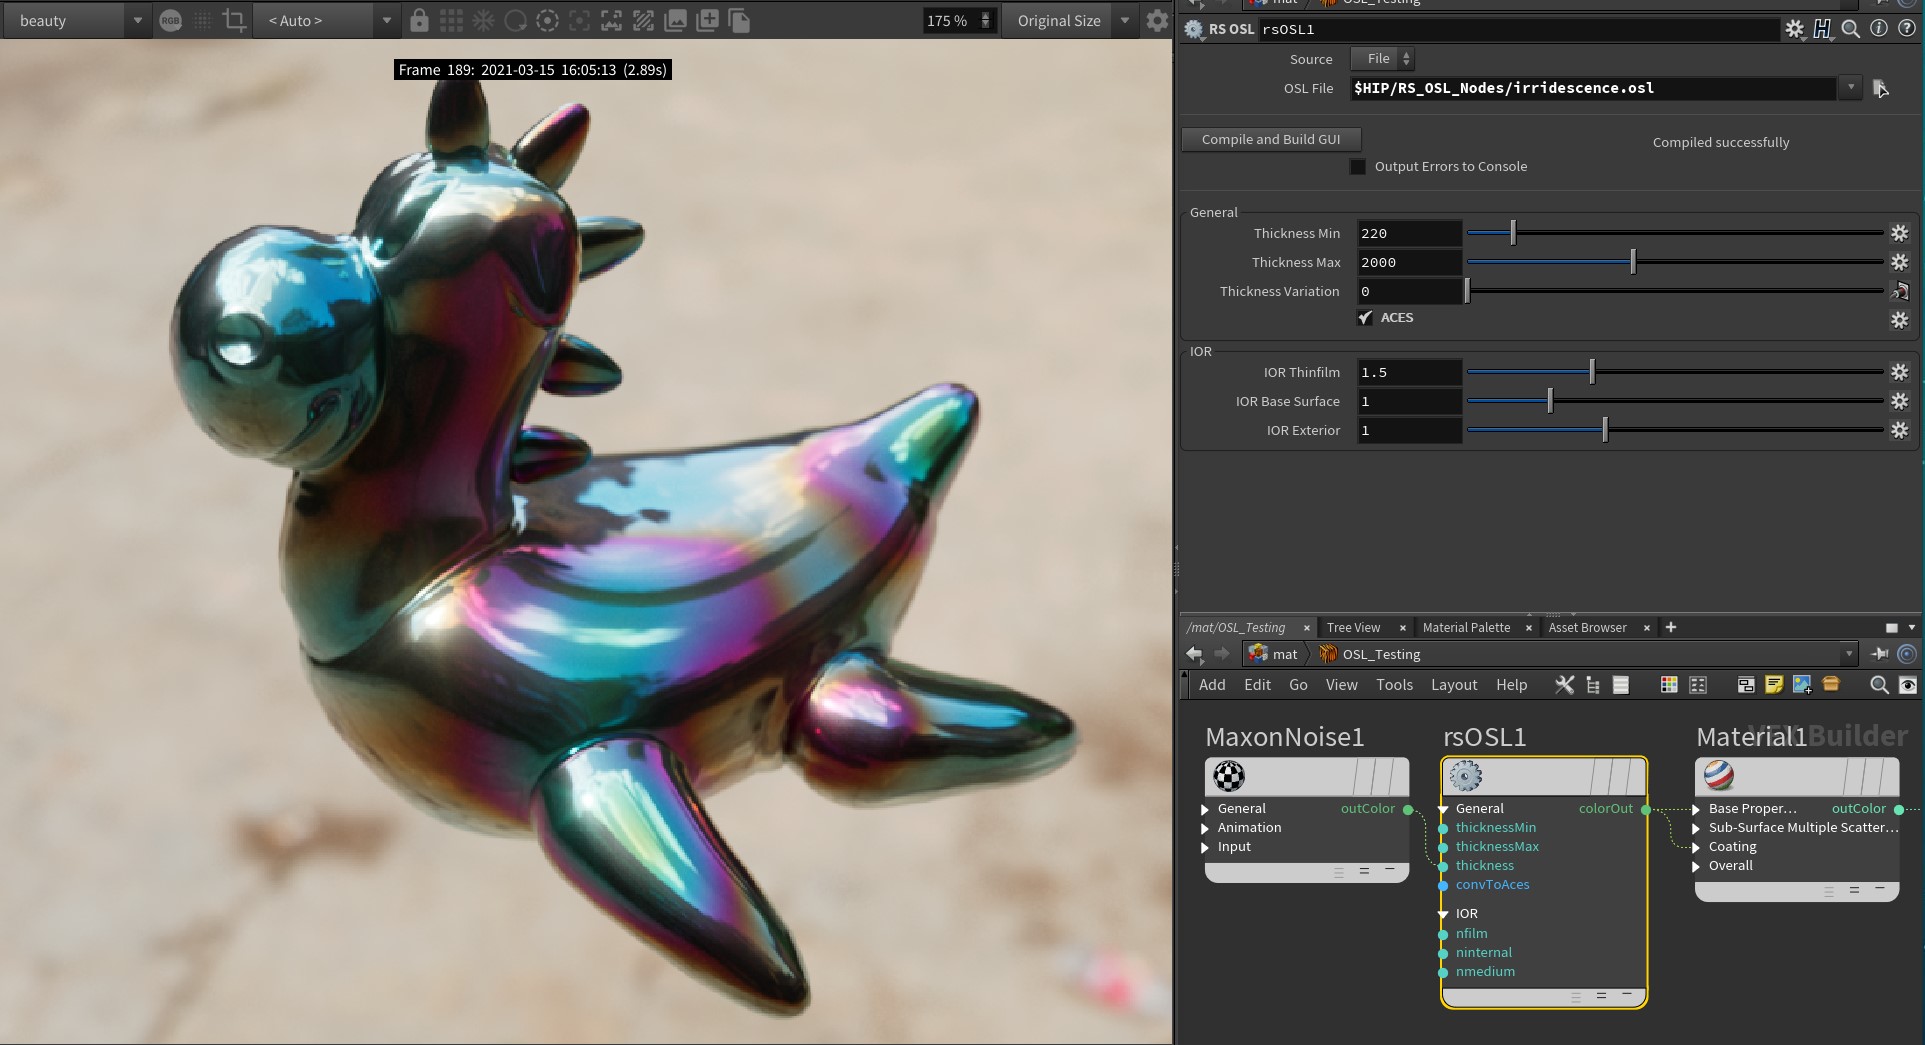 beauty
RGB
< Auto >
175 %
Original Size
Frame 189: 2021-03-15 16:05:13 (2.89s)
mat
OSL_Testing
RS OSL
rsOSL1
Source
File
OSL File
$HIP/RS_OSL_Nodes/irridescence.osl
Compile and Build GUI
Compiled successfully
Output Errors to Console
General
Thickness Min
220
Thickness Max
2000
Thickness Variation
0
ACES
IOR
IOR Thinfilm
1.5
IOR Base Surface
1
IOR Exterior
1
/mat/OSL_Testing
Tree View
Material Palette
Asset Browser
mat
OSL_Testing
Add Edit Go View Tools Layout Help
VEX Builder
MaxonNoise1
General
outColor
Animation
Input
rsOSL1
General
colorOut
thicknessMin
thicknessMax
thickness
convToAces
IOR
nfilm
ninternal
nmedium
Material1
Base Proper...
outColor
Sub-Surface Multiple Scatter...
Coating
Overall